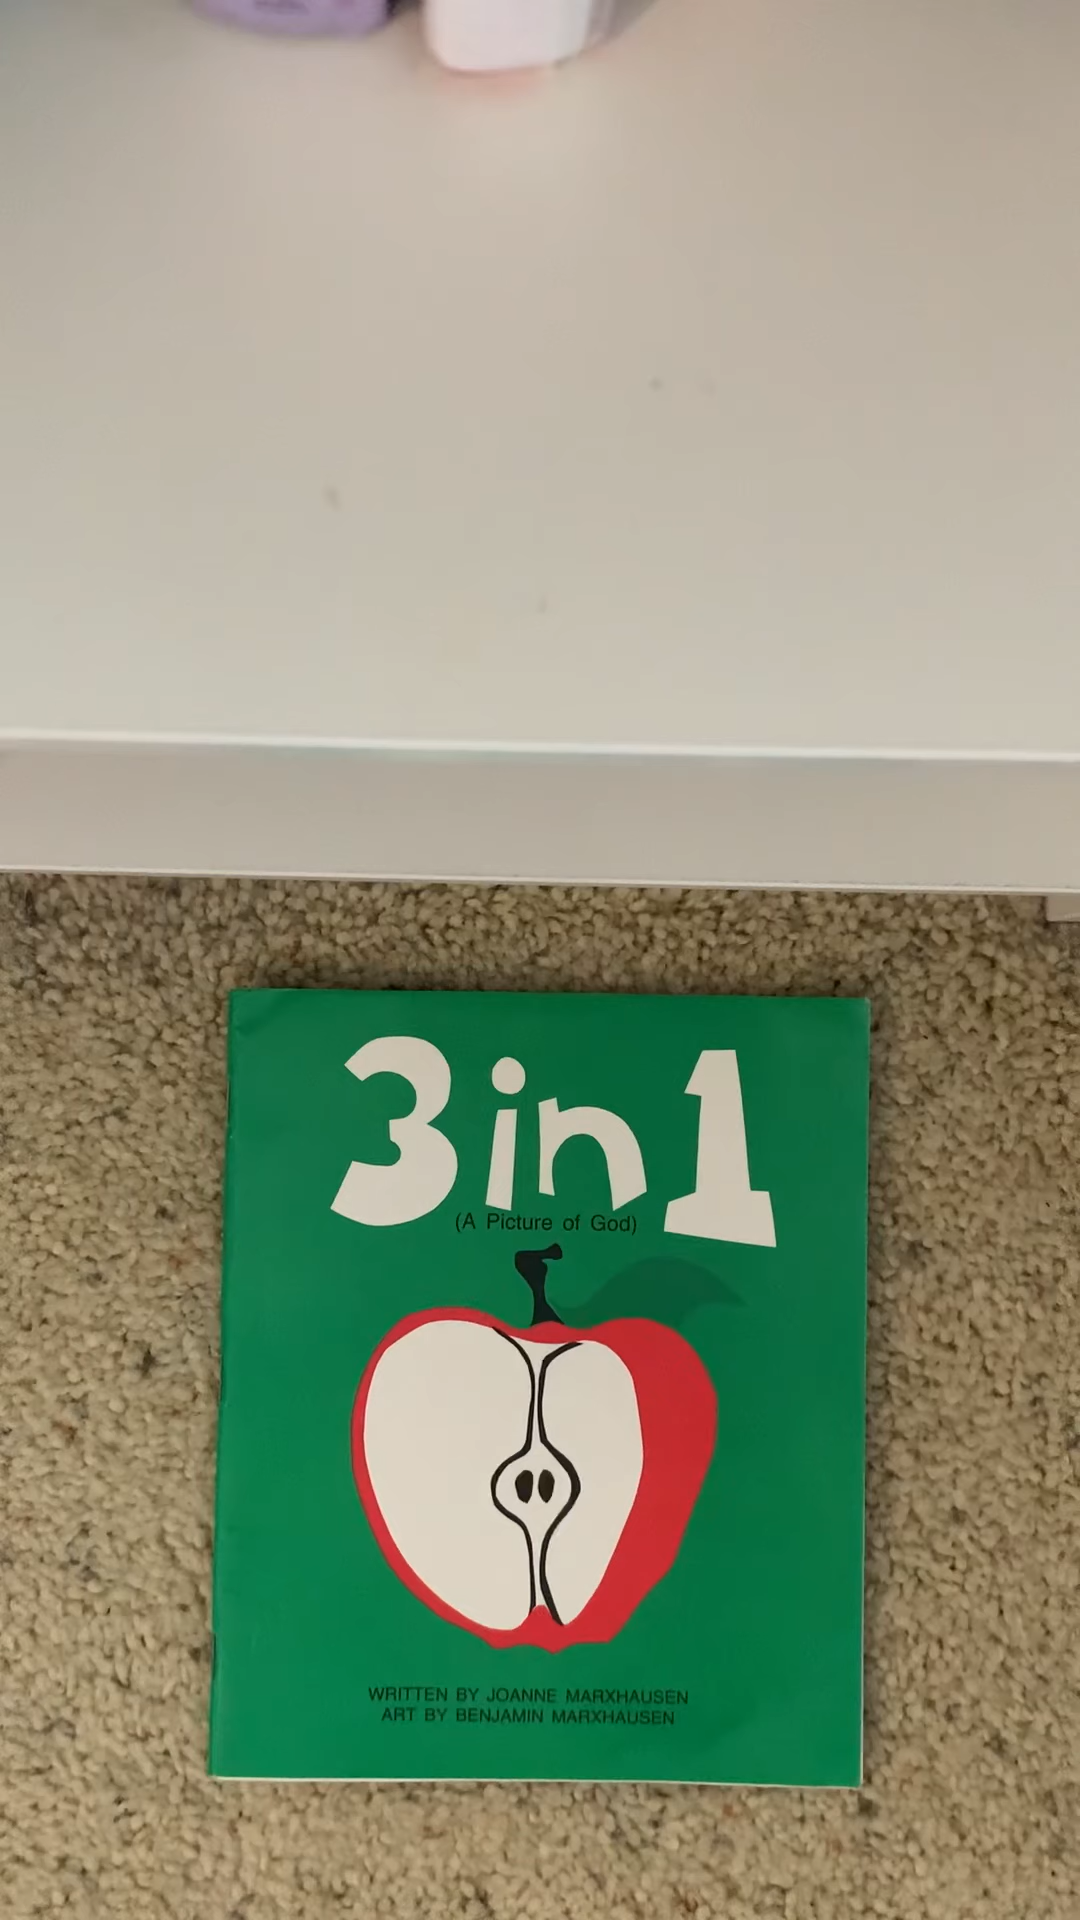 3 in 1
(A Picture of God)
WRITTEN BY JOANNE MARXHAUSEN
ART BY BENJAMIN MARXHAUSEN